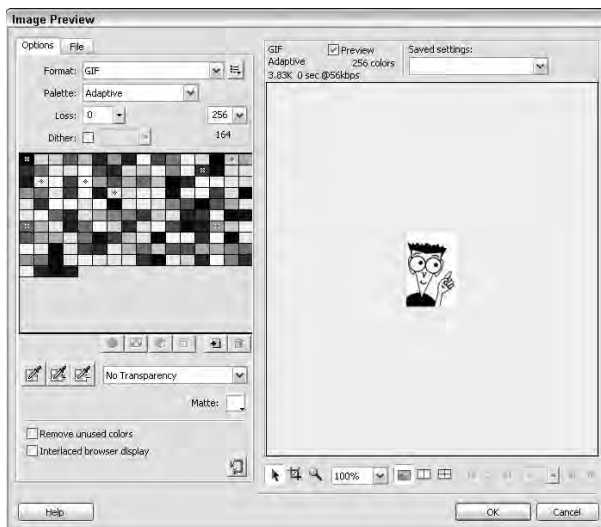 Image Preview
Options File
Format: GIF
Palette: Adaptive
Loss: 0 256
Dither: 164
No Transparency
Matte:
Remove unused colors
Interlaced browser display
GIF Preview Saved settings:
Adaptive 256 colors
3.83K 0 sec @56kbps
100%
Help OK Cancel